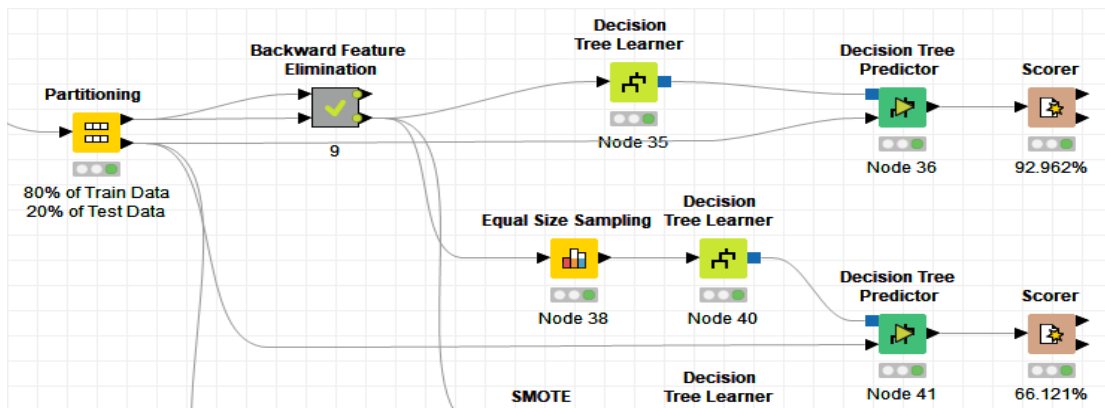 Partitioning
80% of Train Data
20% of Test Data
Backward Feature
Elimination
9
Decision
Tree Learner
Node 35
Decision Tree
Predictor
Node 36
Scorer
92.962%
Equal Size Sampling
Node 38
Decision
Tree Learner
Node 40
Decision Tree
Predictor
Node 41
Scorer
66.121%
SMOTE
Decision
Tree Learner